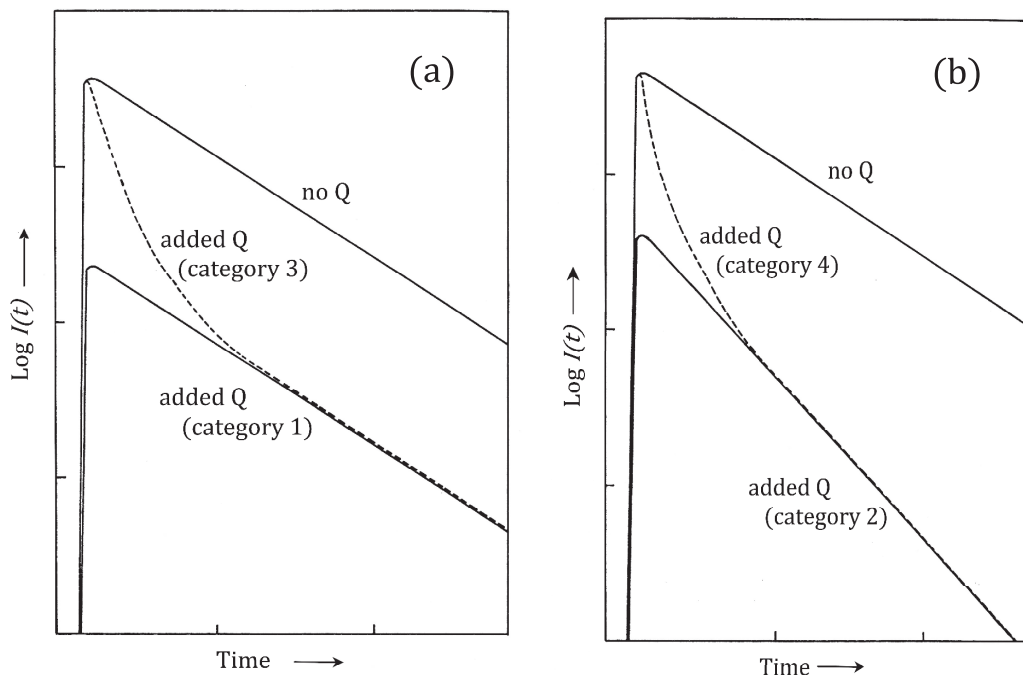 (a)
no Q
added Q
(category 3)
added Q
(category 1)
Log I(t)
Time
(b)
no Q
added Q
(category 4)
added Q
(category 2)
Log I(t)
Time